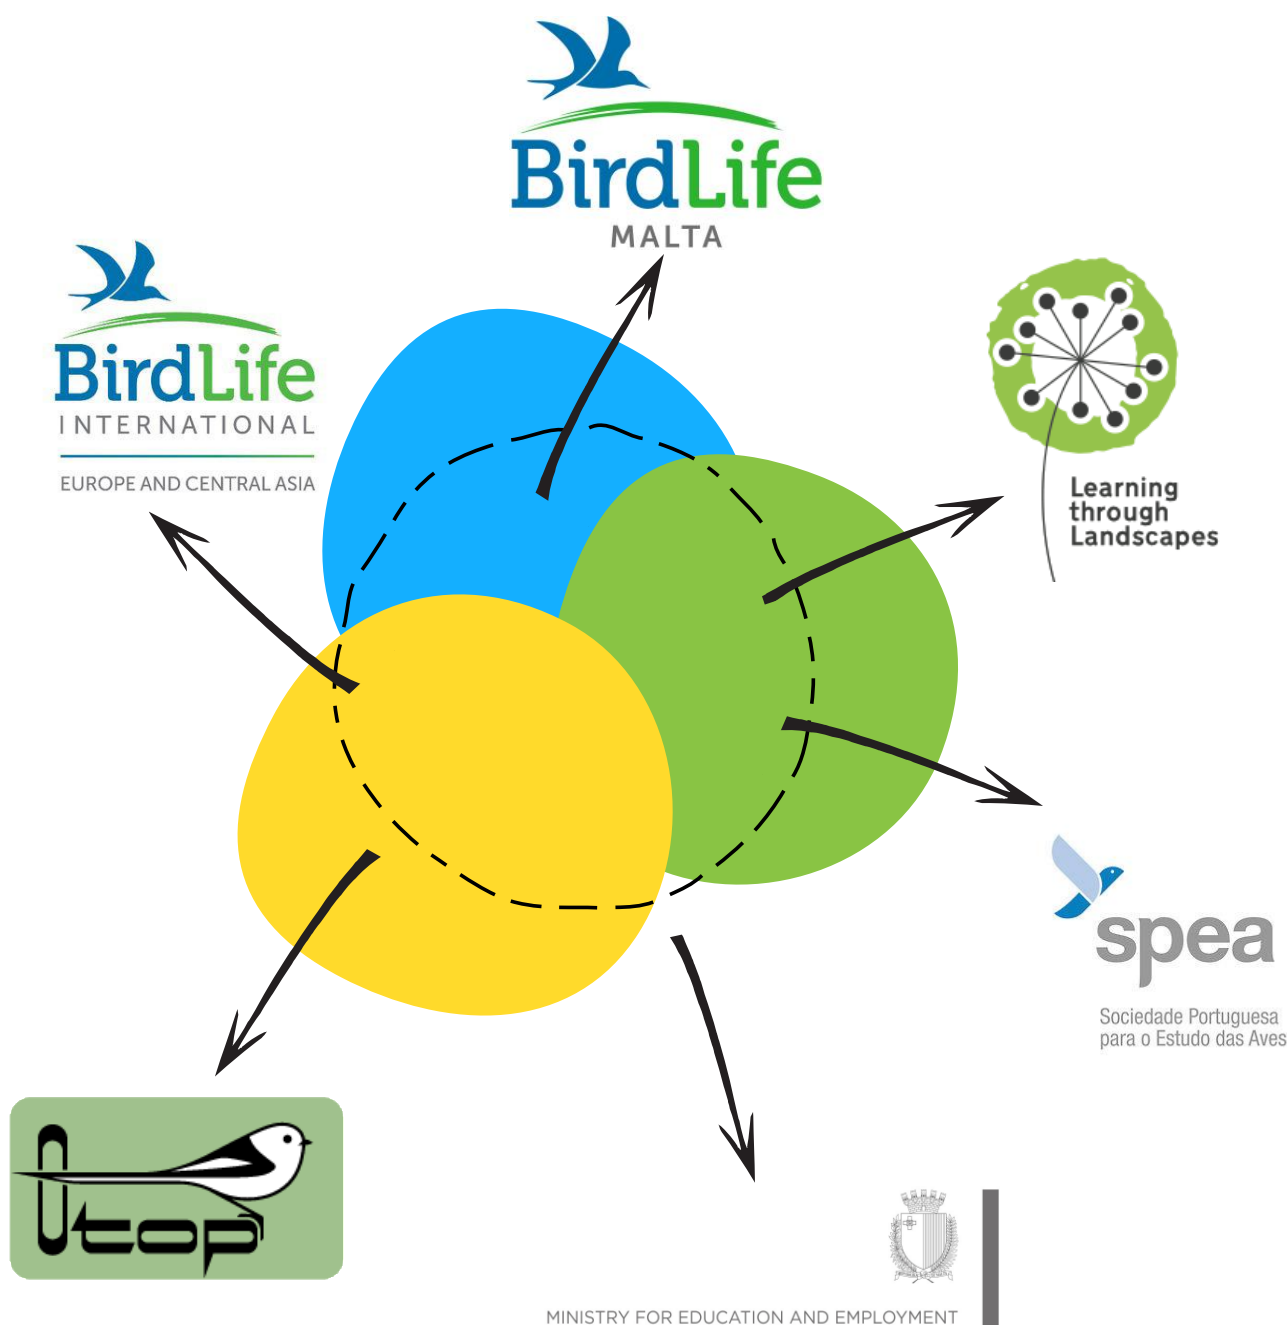 BirdLife
MALTA
BirdLife
INTERNATIONAL
EUROPE AND CENTRAL ASIA
Learning
through
Landscapes
spea
Sociedade Portuguesa
para o Estudo das Aves
Otop
MINISTRY FOR EDUCATION AND EMPLOYMENT